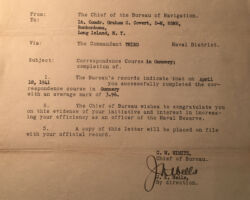 From: The Chief of the Bureau of Navigation.
To: Lt. Comdr. Graham C. Covert, D-M, USNR,
Long Island, N. Y.
Via: The Commandant THIRD Naval District.
Subject: Correspondence Course in Gunnery;
completion of.
1. The Bureau's records indicate that on April
18, 1941 you successfully completed the cor-
respondence course in Gunnery
with an average mark of 3.96.
2. The Chief of the Bureau wishes to congratulate you
on this evidence of your initiative and interest in increas-
ing your efficiency as an officer of the Naval Reserve.
3. A copy of this letter will be placed on file with
your official record.
C. W. NIMITZ,
Chief of Bureau.
By direction.